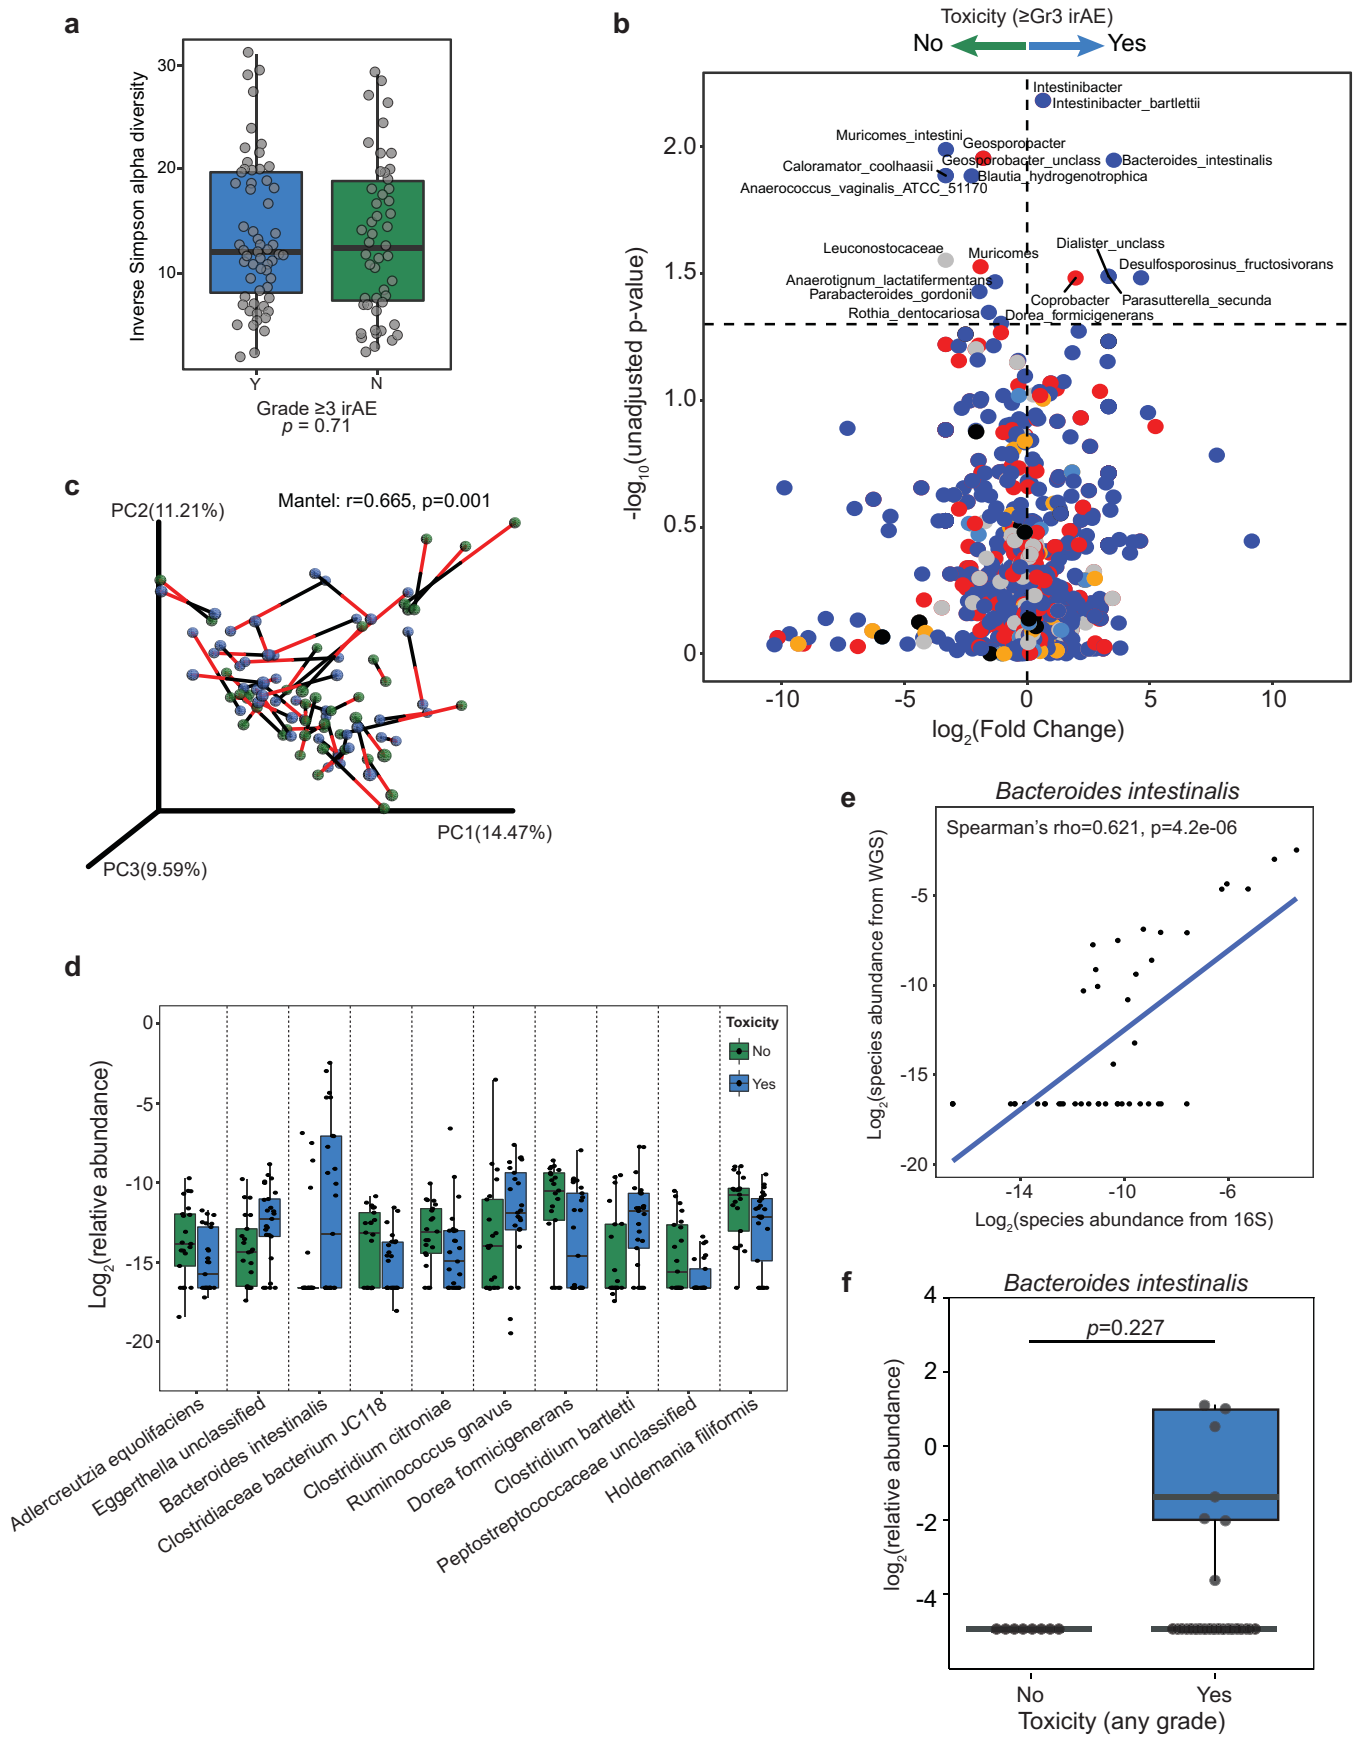 a
Inverse Simpson alpha diversity
30
20
10
Y
N
Grade ≥3 irAE
p = 0.71
b
Toxicity (≥Gr3 irAE)
No
Yes
-log10(unadjusted p-value)
2.0
1.5
1.0
0.5
0
Intestinibacter
Intestinibacter_bartlettii
Muricomes_intestini
Geosporopacter
Caloramator_coolhaasii
Geosporobacter_unclass
Bacteroides_intestinalis
Blautia_hydrogenotrophica
Anaerococcus_vaginalis_ATCC_51170
Leuconostocaceae
Muricomes
Dialister_unclass
Desulfosporosinus_fructosivorans
Anaerotignum_lactatifermentans
Parabacteroides_gordonii
Coprobacter
Parasutterella_secunda
Rothia_dentocariosa
Dorea_formicigenerans
-10
-5
0
5
10
log2(Fold Change)
c
Mantel: r=0.665, p=0.001
PC2(11.21%)
PC1(14.47%)
PC3(9.59%)
d
Log2(relative abundance)
0
-5
-10
-15
-20
Toxicity
No
Yes
Adlercreutzia equolifaciens
Eggerthella unclassified
Bacteroides intestinalis
Clostridiaceae bacterium JC118
Clostridium citroniae
Ruminococcus gnavus
Dorea formicigenerans
Clostridium bartletti
Peptostreptococcaceae unclassified
Holdemania filiformis
e
Bacteroides intestinalis
Spearman's rho=0.621, p=4.2e-06
Log2(species abundance from WGS)
-5
-10
-15
-20
-14
-10
-6
Log2(species abundance from 16S)
f
Bacteroides intestinalis
p=0.227
log2(relative abundance)
4
2
0
-2
-4
No
Yes
Toxicity (any grade)